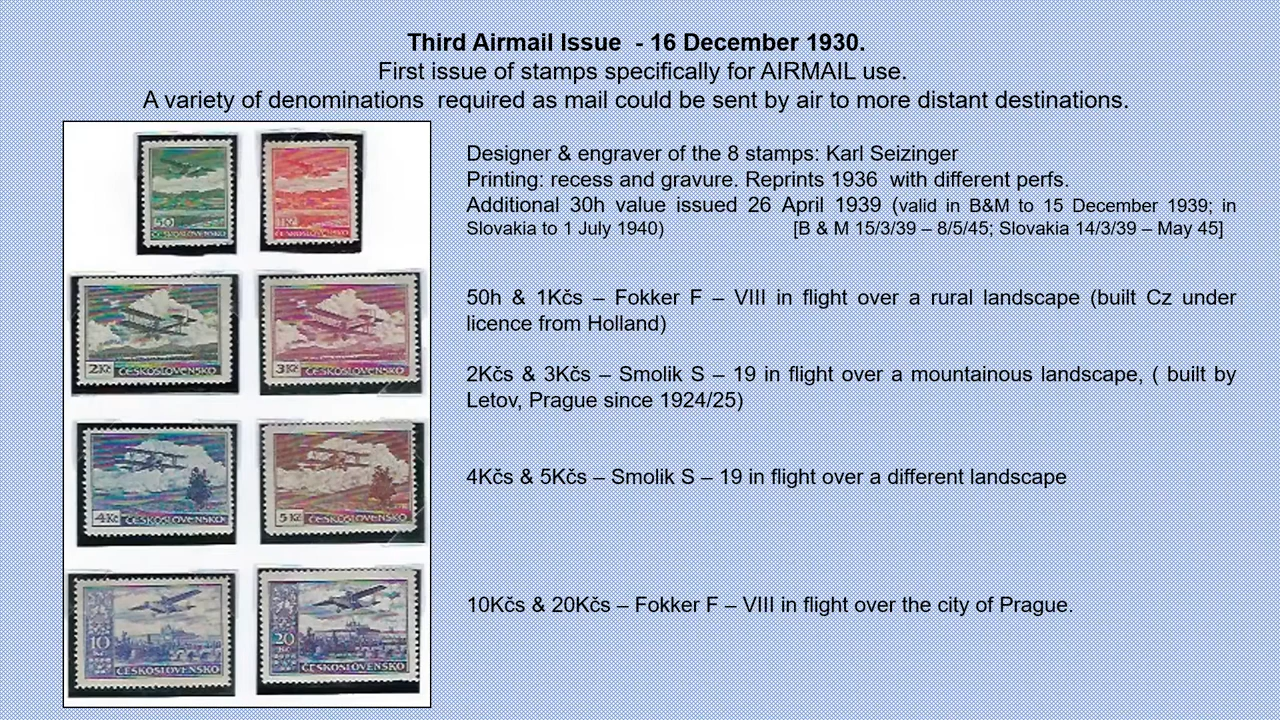 Third Airmail Issue  - 16 December 1930.
First issue of stamps specifically for AIRMAIL use.
A variety of denominations  required as mail could be sent by air to more distant destinations.
Designer & engraver of the 8 stamps: Karl Seizinger
Printing: recess and gravure. Reprints 1936  with different perfs.
Additional 30h value issued 26 April 1939 (valid in B&M to 15 December 1939; in
Slovakia to 1 July 1940) [B & M 15/3/39 – 8/5/45; Slovakia 14/3/39 – May 45]
50h & 1Kčs – Fokker F – VIII in flight over a rural landscape (built Cz under
licence from Holland)
2Kčs & 3Kčs – Smolik S – 19 in flight over a mountainous landscape, ( built by
Letov, Prague since 1924/25)
4Kčs & 5Kčs – Smolik S – 19 in flight over a different landscape
10Kčs & 20Kčs – Fokker F – VIII in flight over the city of Prague.
50
ČESKOSLOVENSKO
1Kč
ČESKOSLOVENSKO
2Kč ČESKOSLOVENSKO
3Kč ČESKOSLOVENSKO
4Kč ČESKOSLOVENSKO
5Kč ČESKOSLOVENSKO
10
ČESKOSLOVENSKO
20
Kč
ČESKOSLOVENSKO